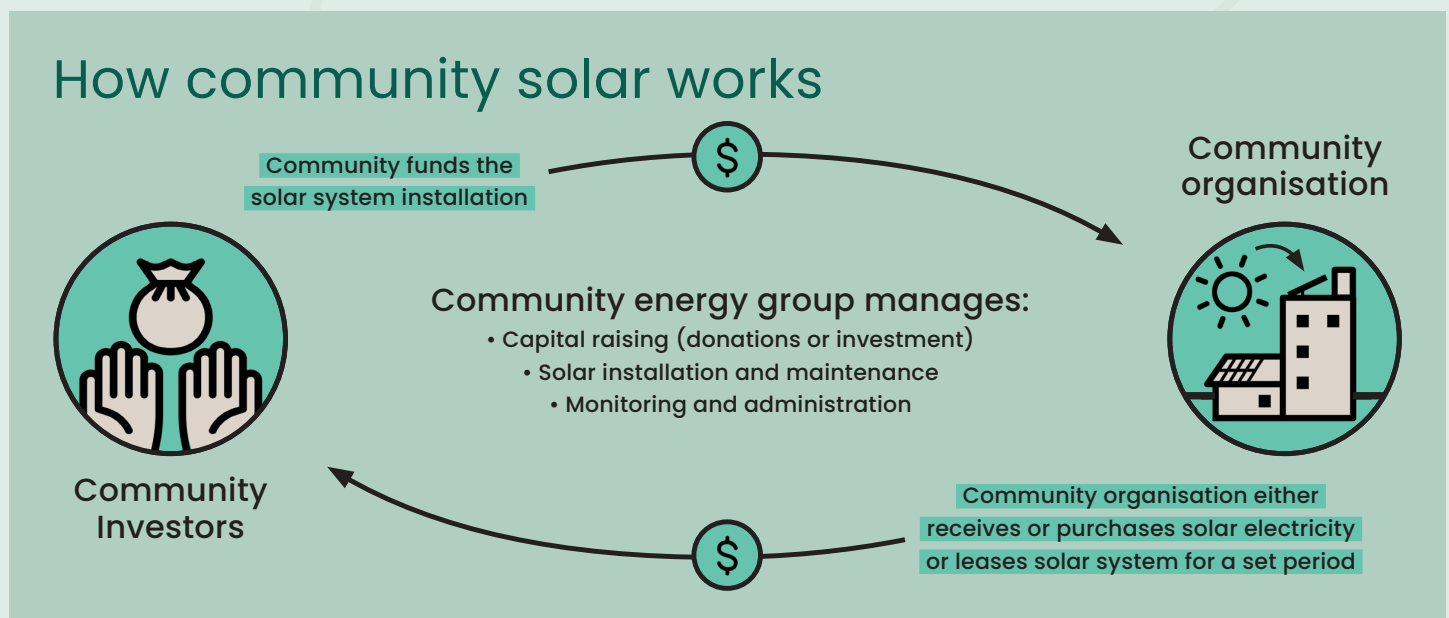 How community solar works
Community funds the
solar system installation
$
Community
organisation
Community energy group manages:
• Capital raising (donations or investment)
• Solar installation and maintenance
• Monitoring and administration
Community
Investors
$
Community organisation either
receives or purchases solar electricity
or leases solar system for a set period